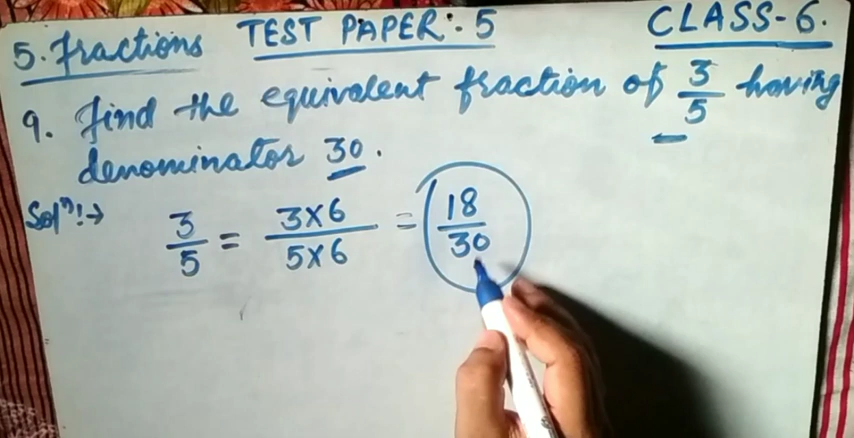 5. Fractions TEST PAPER:- 5 CLASS-6.
9. Find the equivalent fraction of 3/5 having
denominator 30.
Solⁿ:→ 3/5 = 3×6/5×6 = 18/30